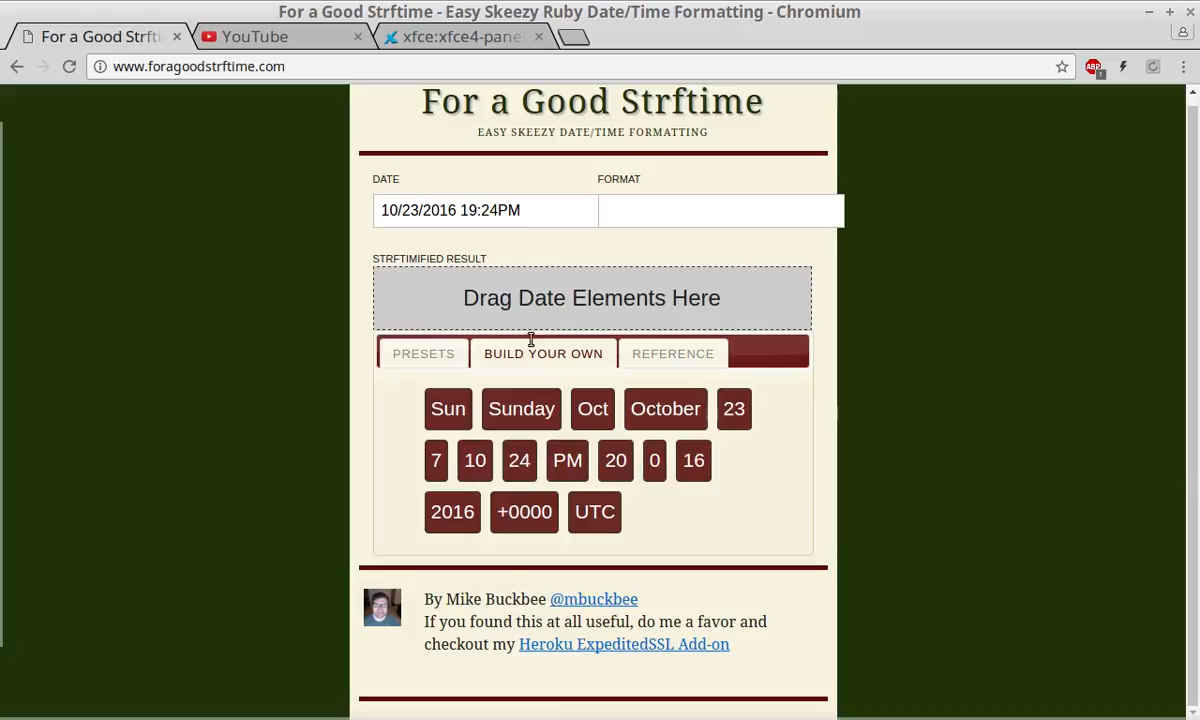 For a Good Strftime - Easy Skeezy Ruby Date/Time Formatting - Chromium
For a Good Strfti
YouTube
xfce:xfce4-pane
www.foragoodstrftime.com
ABP
1
For a Good Strftime
EASY SKEEZY DATE/TIME FORMATTING
DATE FORMAT
10/23/2016 19:24PM
STRFTIMIFIED RESULT
Drag Date Elements Here
PRESETS BUILD YOUR OWN REFERENCE
Sun Sunday Oct October 23
7 10 24 PM 20 0 16
2016 +0000 UTC
By Mike Buckbee @mbuckbee
If you found this at all useful, do me a favor and
checkout my Heroku ExpeditedSSL Add-on